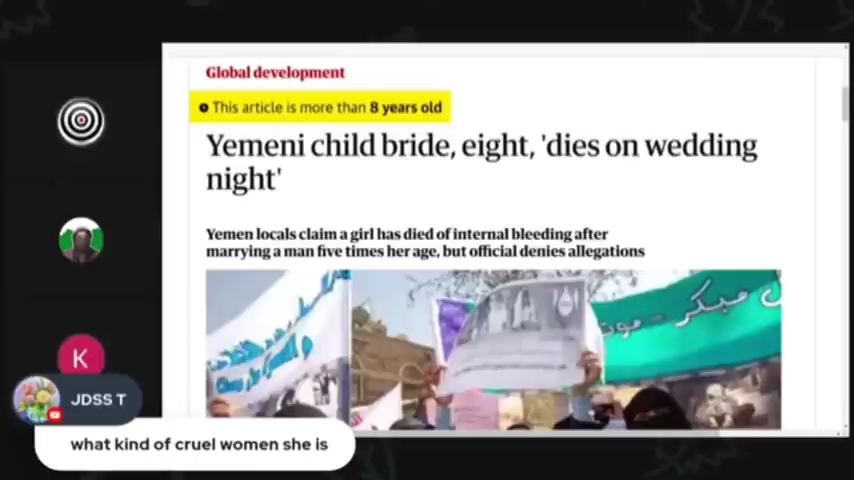 Global development
This article is more than 8 years old
Yemeni child bride, eight, 'dies on wedding
night'
Yemen locals claim a girl has died of internal bleeding after
marrying a man five times her age, but official denies allegations
مبكر - مو
K
JDSS T
what kind of cruel women she is